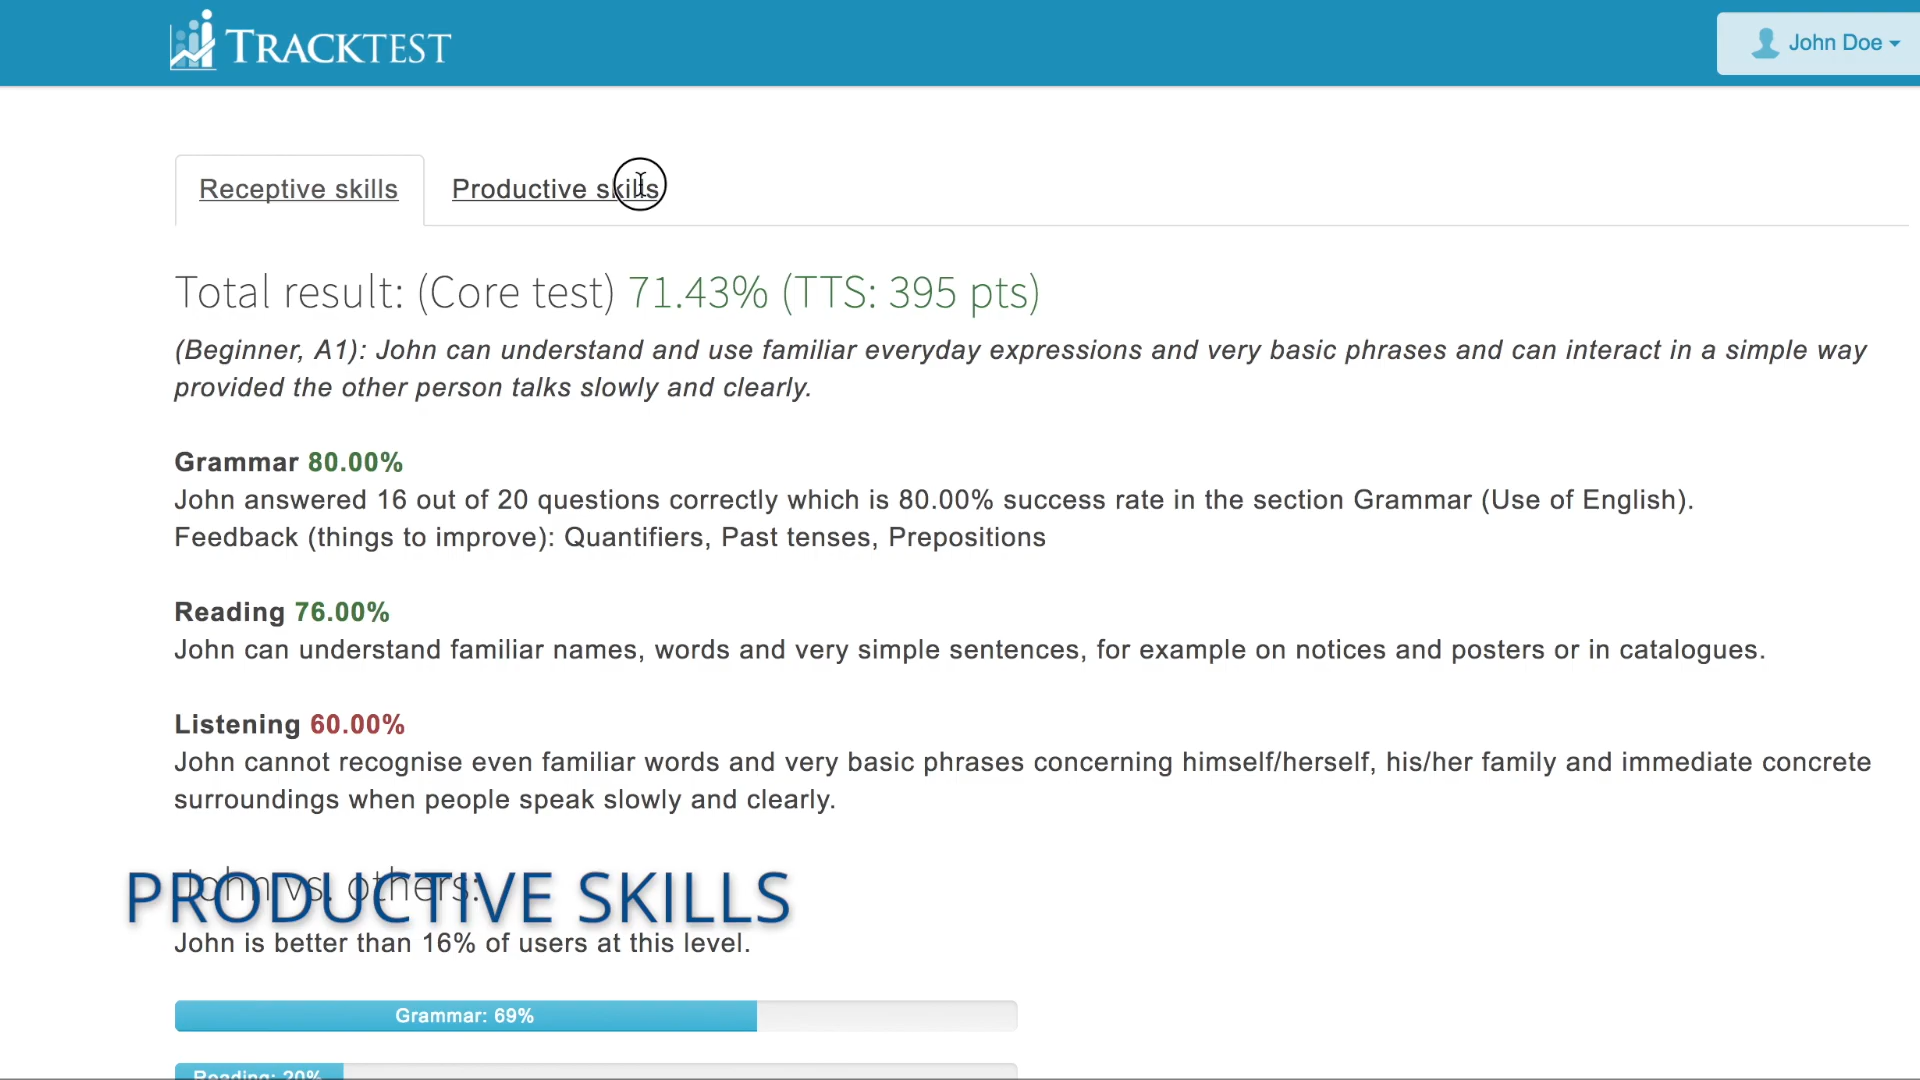 TRACKTEST
John Doe
Receptive skills
Productive skills
Total result: (Core test) 71.43% (TTS: 395 pts)
(Beginner, A1): John can understand and use familiar everyday expressions and very basic phrases and can interact in a simple way
provided the other person talks slowly and clearly.
Grammar 80.00%
John answered 16 out of 20 questions correctly which is 80.00% success rate in the section Grammar (Use of English).
Feedback (things to improve): Quantifiers, Past tenses, Prepositions
Reading 76.00%
John can understand familiar names, words and very simple sentences, for example on notices and posters or in catalogues.
Listening 60.00%
John cannot recognise even familiar words and very basic phrases concerning himself/herself, his/her family and immediate concrete
surroundings when people speak slowly and clearly.
John vs. others:
PRODUCTIVE SKILLS
John is better than 16% of users at this level.
Grammar: 69%
Reading: 20%